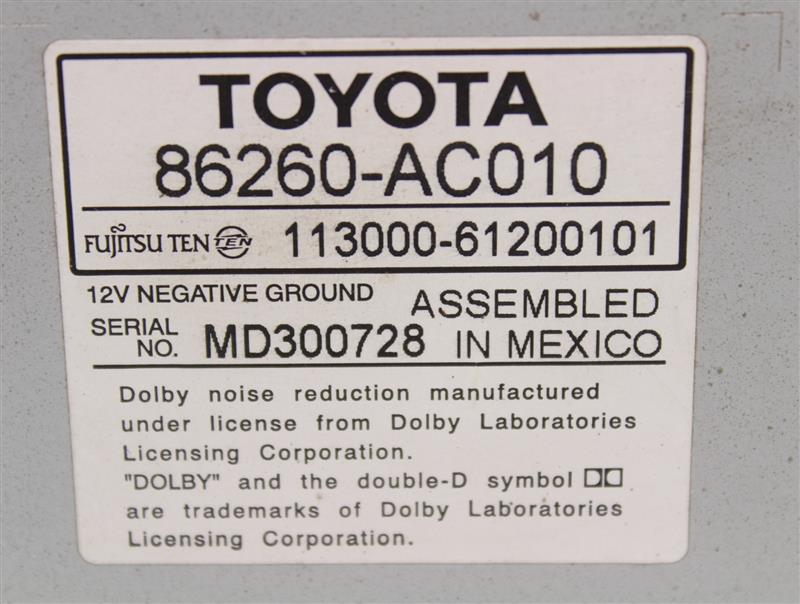 TOYOTA
86260-AC010
FUJITSU TEN TEN 113000-61200101
12V NEGATIVE GROUND ASSEMBLED
SERIAL NO. MD300728 IN MEXICO
Dolby noise reduction manufactured
under license from Dolby Laboratories
Licensing Corporation.
"DOLBY" and the double-D symbol
are trademarks of Dolby Laboratories
Licensing Corporation.